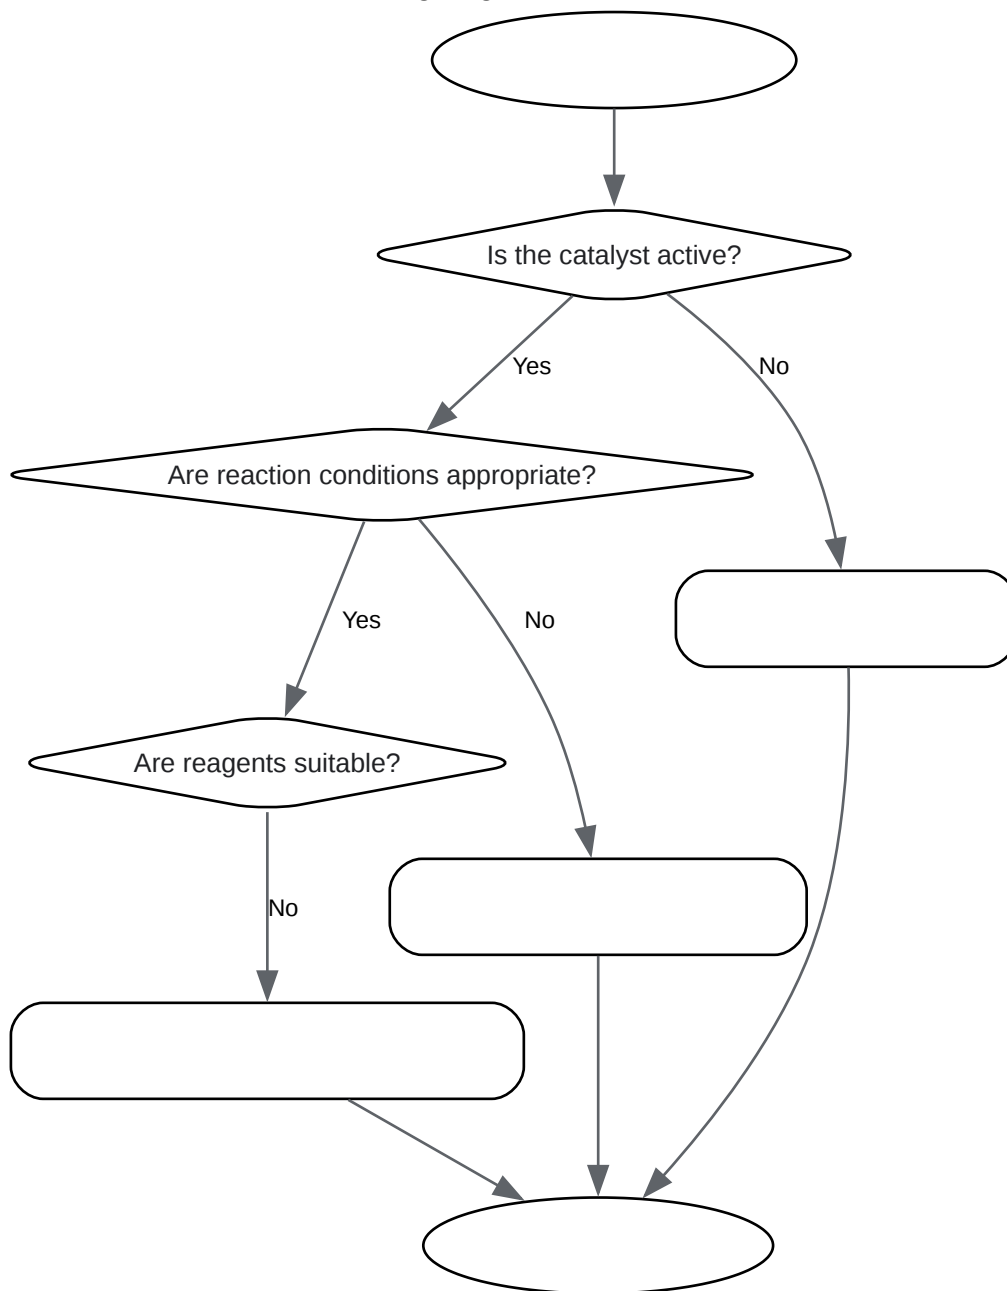 Is the catalyst active?
Yes
No
Are reaction conditions appropriate?
Yes
No
Are reagents suitable?
No